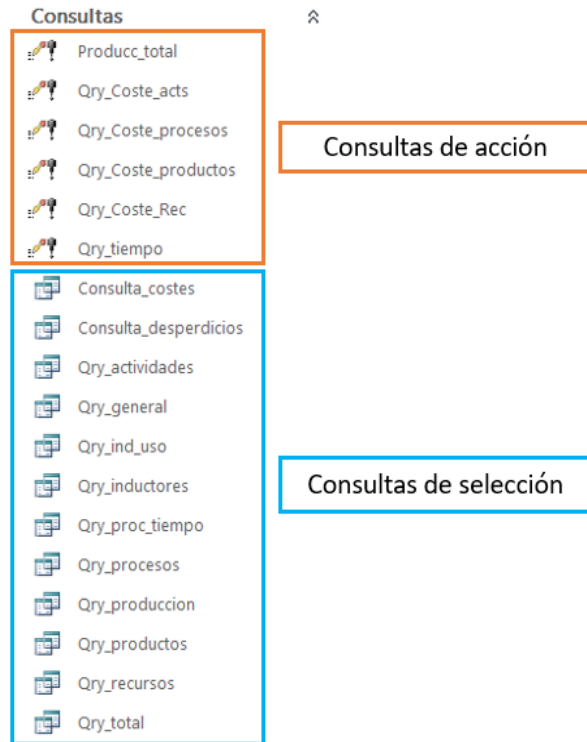 Consultas
Producc_total
Qry_Coste_acts
Qry_Coste_procesos
Qry_Coste_productos
Qry_Coste_Rec
Qry_tiempo
Consultas de acción
Consulta_costes
Consulta_desperdicios
Qry_actividades
Qry_general
Qry_ind_uso
Qry_inductores
Qry_proc_tiempo
Qry_procesos
Qry_produccion
Qry_productos
Qry_recursos
Qry_total
Consultas de selección